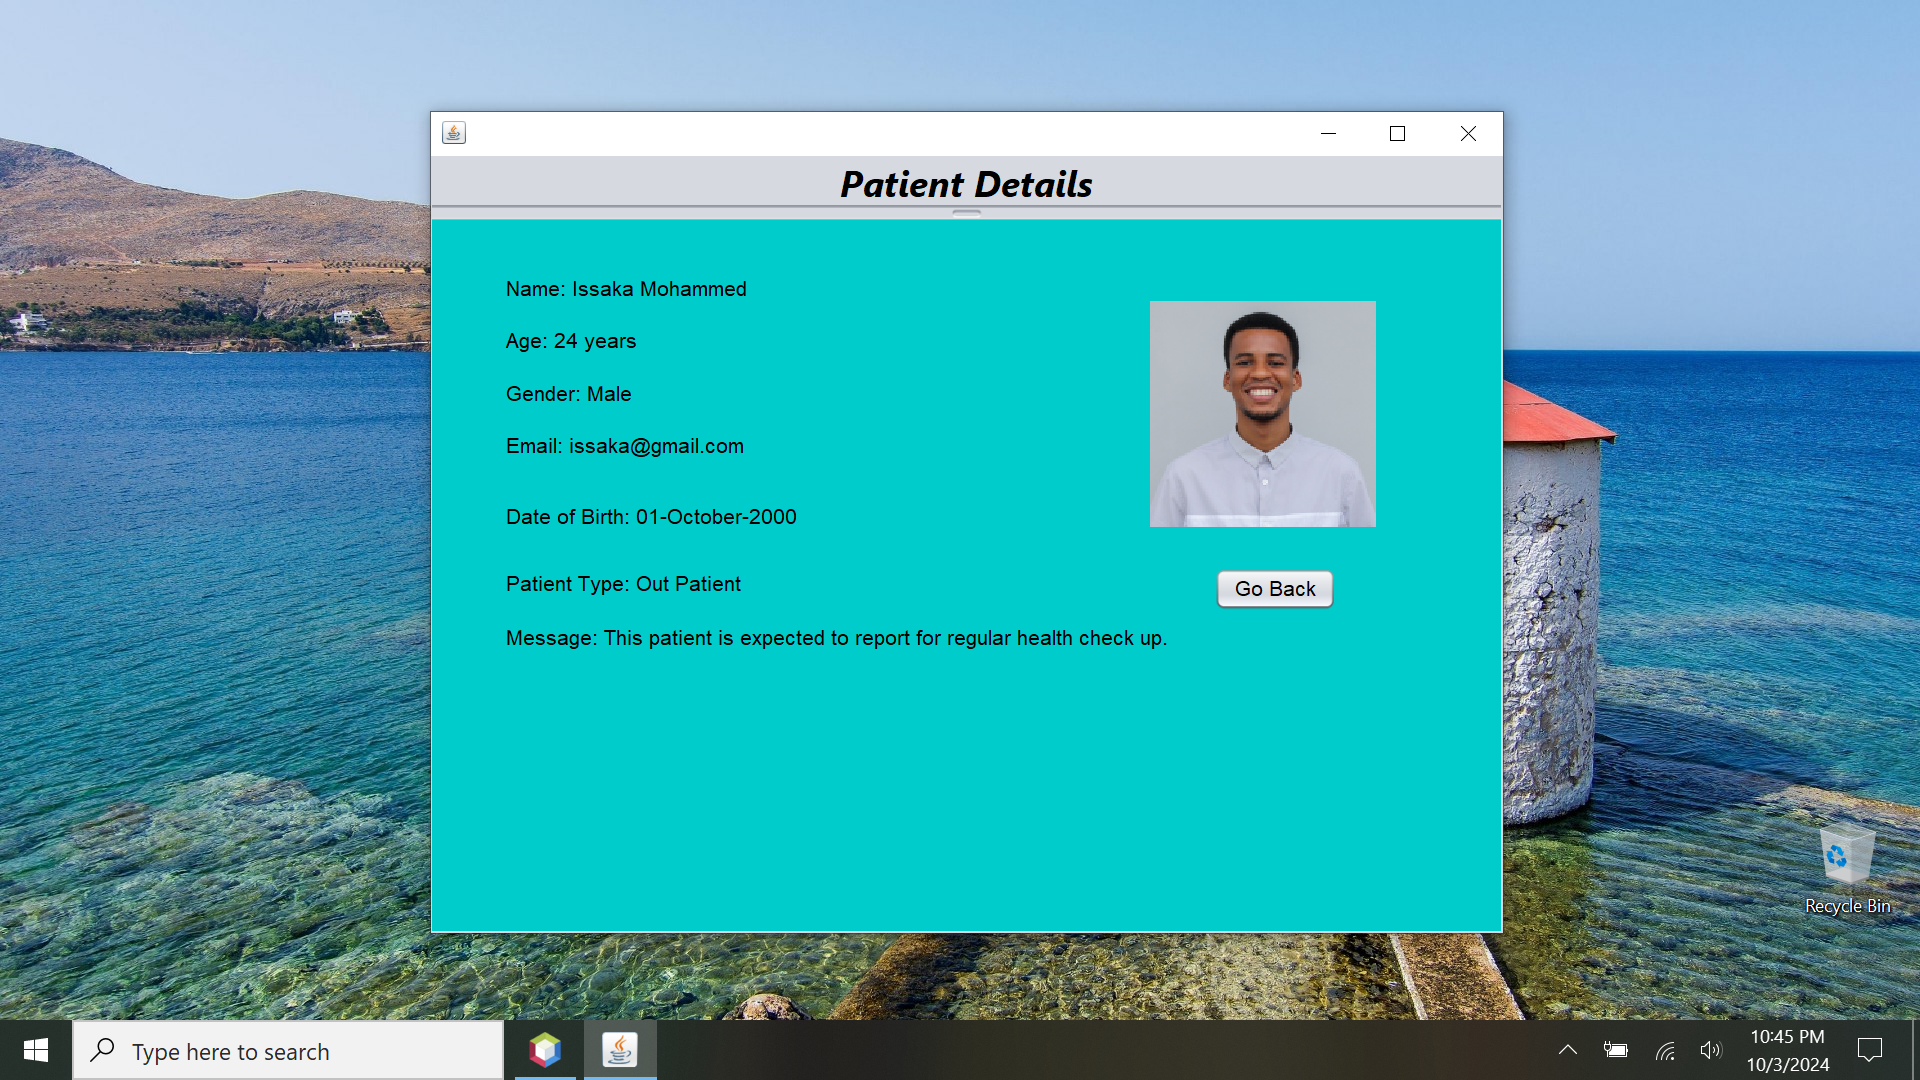 Patient Details
Name: Issaka Mohammed
Age: 24 years
Gender: Male
Email: issaka@gmail.com
Date of Birth: 01-October-2000
Patient Type: Out Patient
Go Back
Message: This patient is expected to report for regular health check up.
Recycle Bin
Type here to search
10:45 PM
10/3/2024